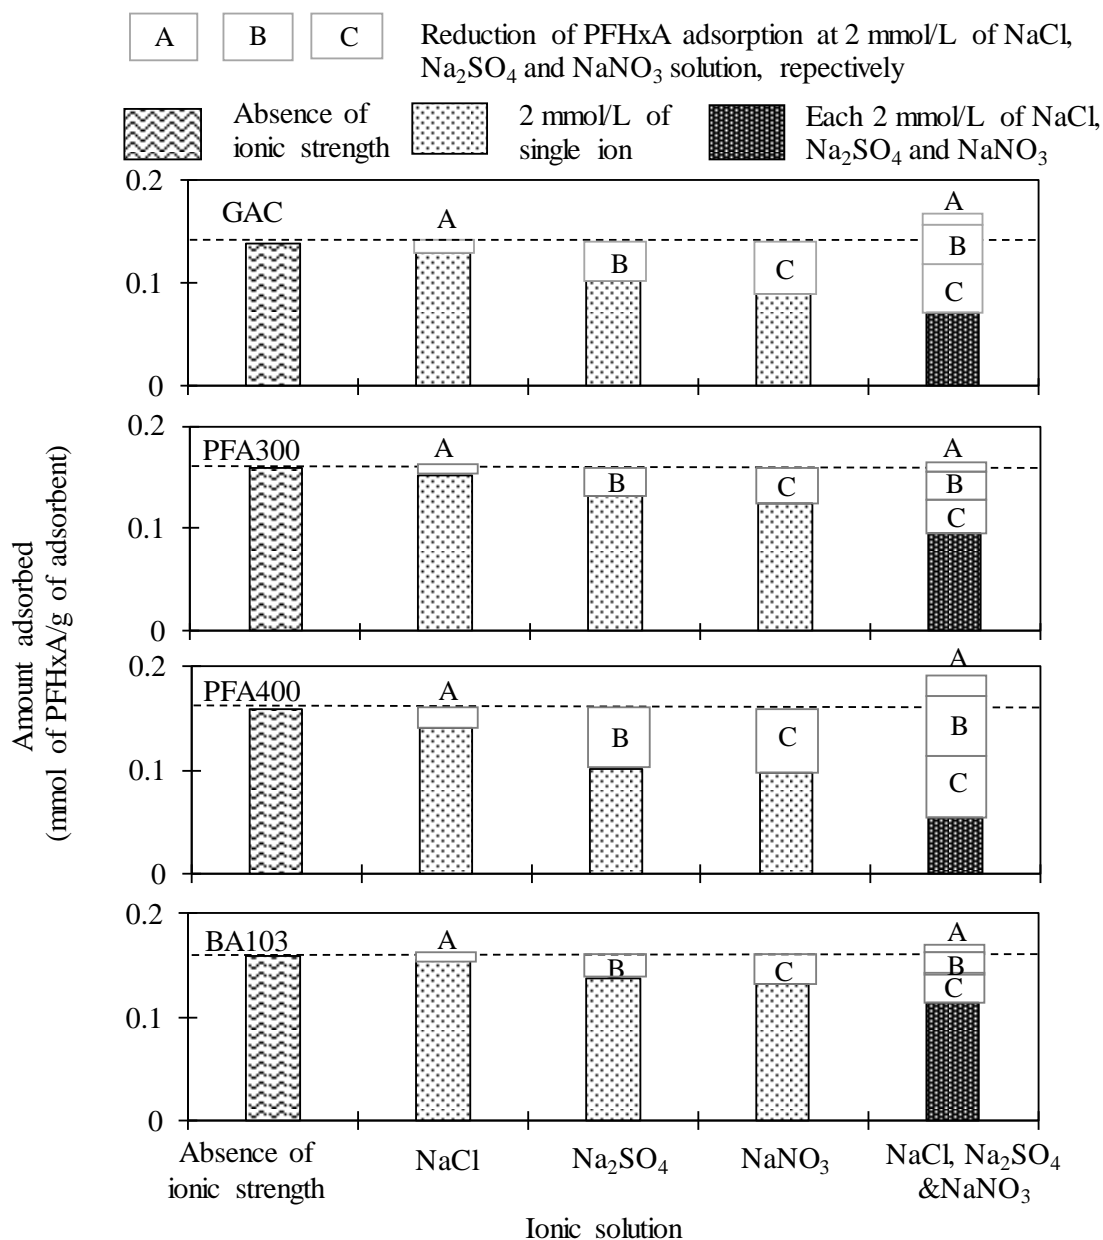 A B C
Reduction of PFHxA adsorption at 2 mmol/L of NaCl,
Na₂SO₄ and NaNO₃ solution, repectively
Absence of
ionic strength
2 mmol/L of
single ion
Each 2 mmol/L of NaCl,
Na₂SO₄ and NaNO₃
Amount adsorbed
(mmol of PFHxA/g of adsorbent)
0.2
0.1
0
GAC
A
B
C
A
B
C
0.2
0.1
0
PFA300
A
B
C
A
B
C
0.2
0.1
0
PFA400
A
B
C
A
B
C
0.2
0.1
0
BA103
A
B
C
A
B
C
Absence of
ionic strength
NaCl
Na₂SO₄
NaNO₃
NaCl, Na₂SO₄
&NaNO₃
Ionic solution